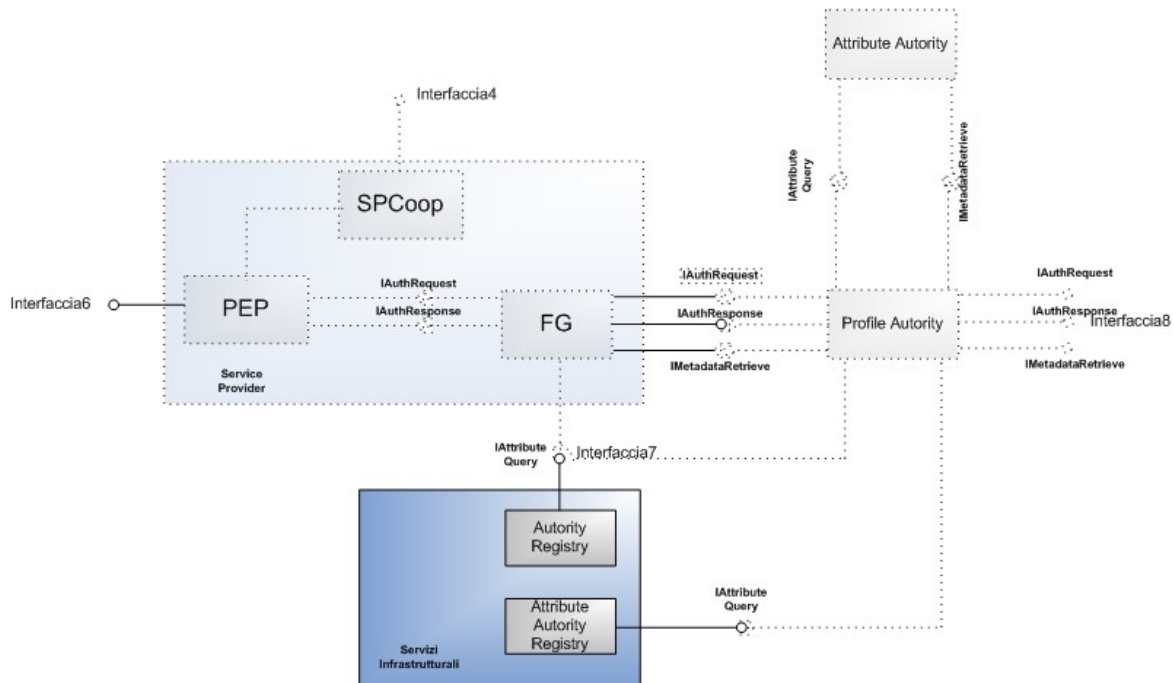 Attribute Autority
Interfaccia4
IAttribute
Query
IMetadataRetrieve
SPCoop
IAuthRequest
IAuthRequest
IAuthRequest
Interfaccia6
PEP
IAuthResponse
FG
IAuthResponse
Profile Autority
IAuthResponse
Interfaccia8
Service
Provider
IMetadataRetrieve
IMetadataRetrieve
IAttribute
Query
Interfaccia7
Autority
Registry
Attribute
Autority
Registry
IAttribute
Query
Servizi
Infrastrutturali